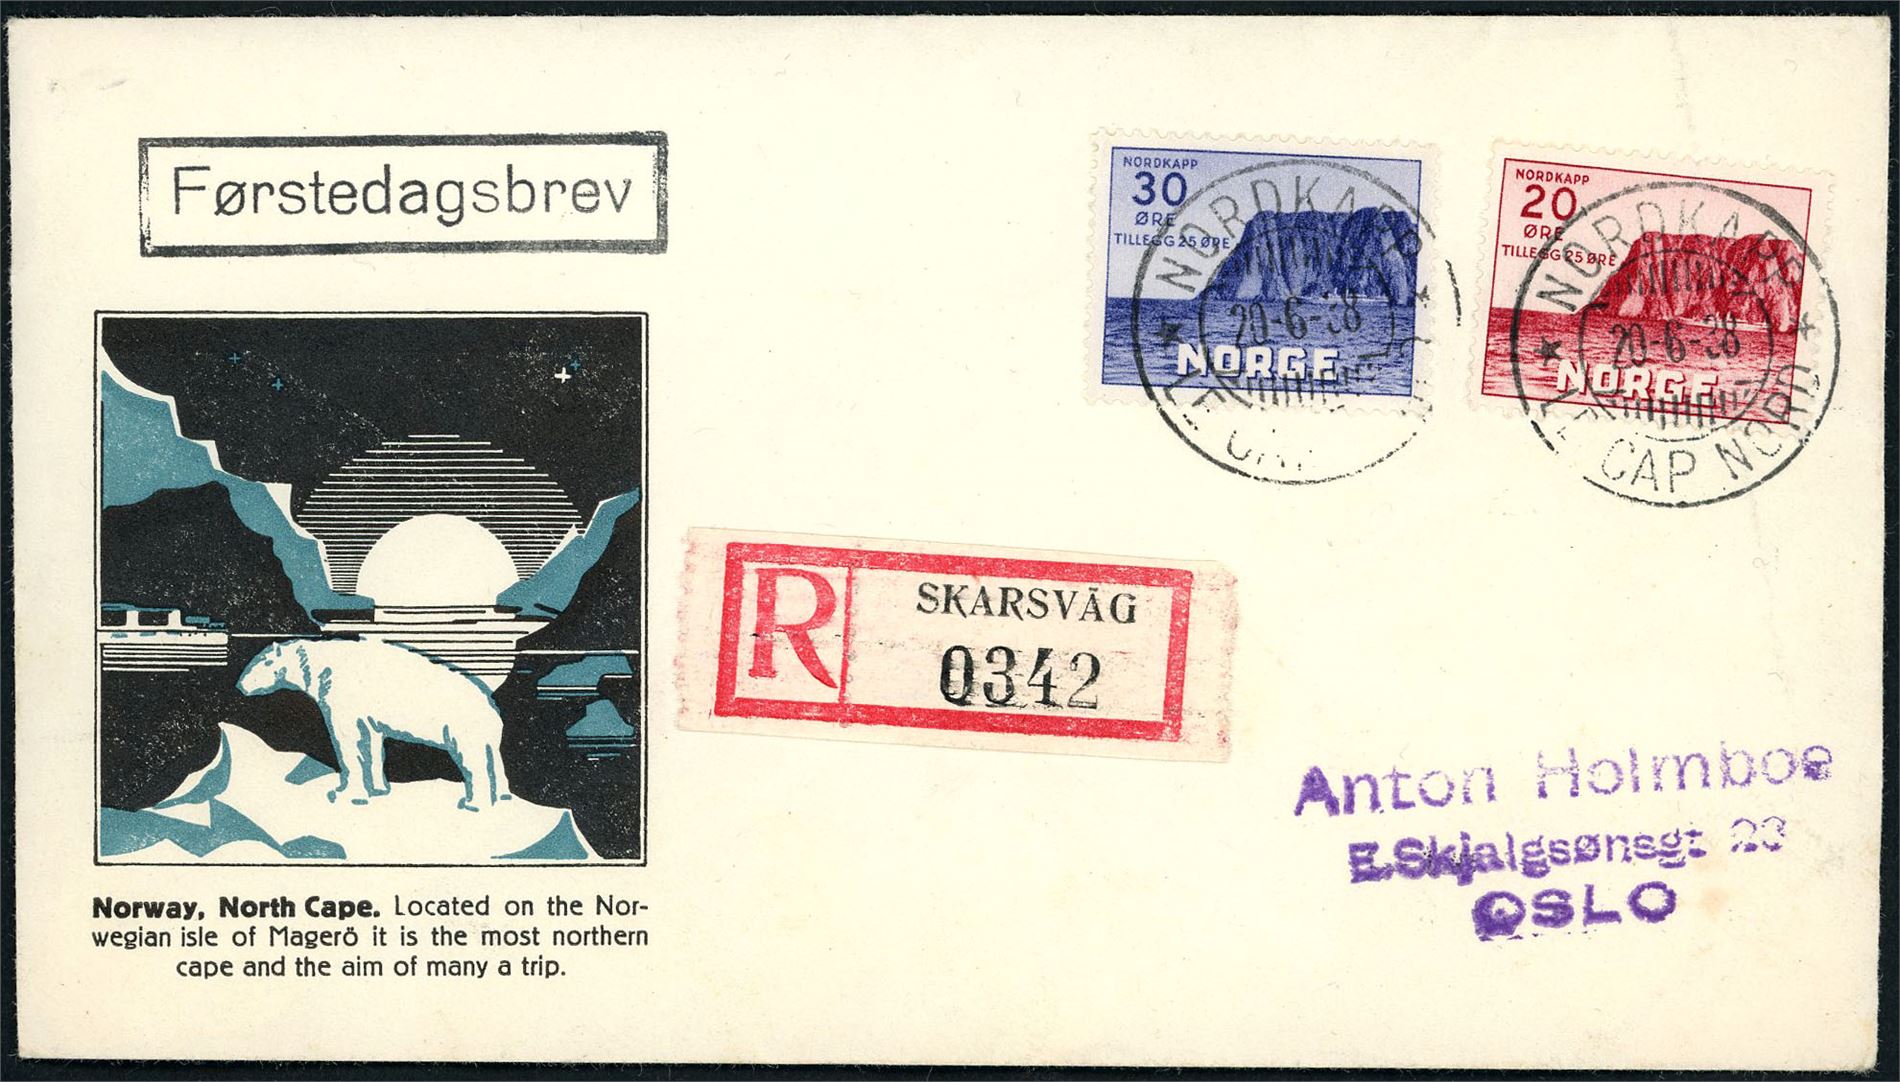 Førstedagsbrev
NORDKAPP
30
ØRE
TILLEGG 25 ØRE
NORGE
NORDKAPP
20-6-38
NORDKAPP
20
ØRE
TILLEGG 25 ØRE
NORGE
NORDKAPP
20-6-38
LE CAP NORD
R
SKARSVÅG
0342
Anton Holmboe
E.Skjalgsønsgt 23
OSLO
Norway, North Cape. Located on the Nor-
wegian isle of Magerö it is the most northern
cape and the aim of many a trip.